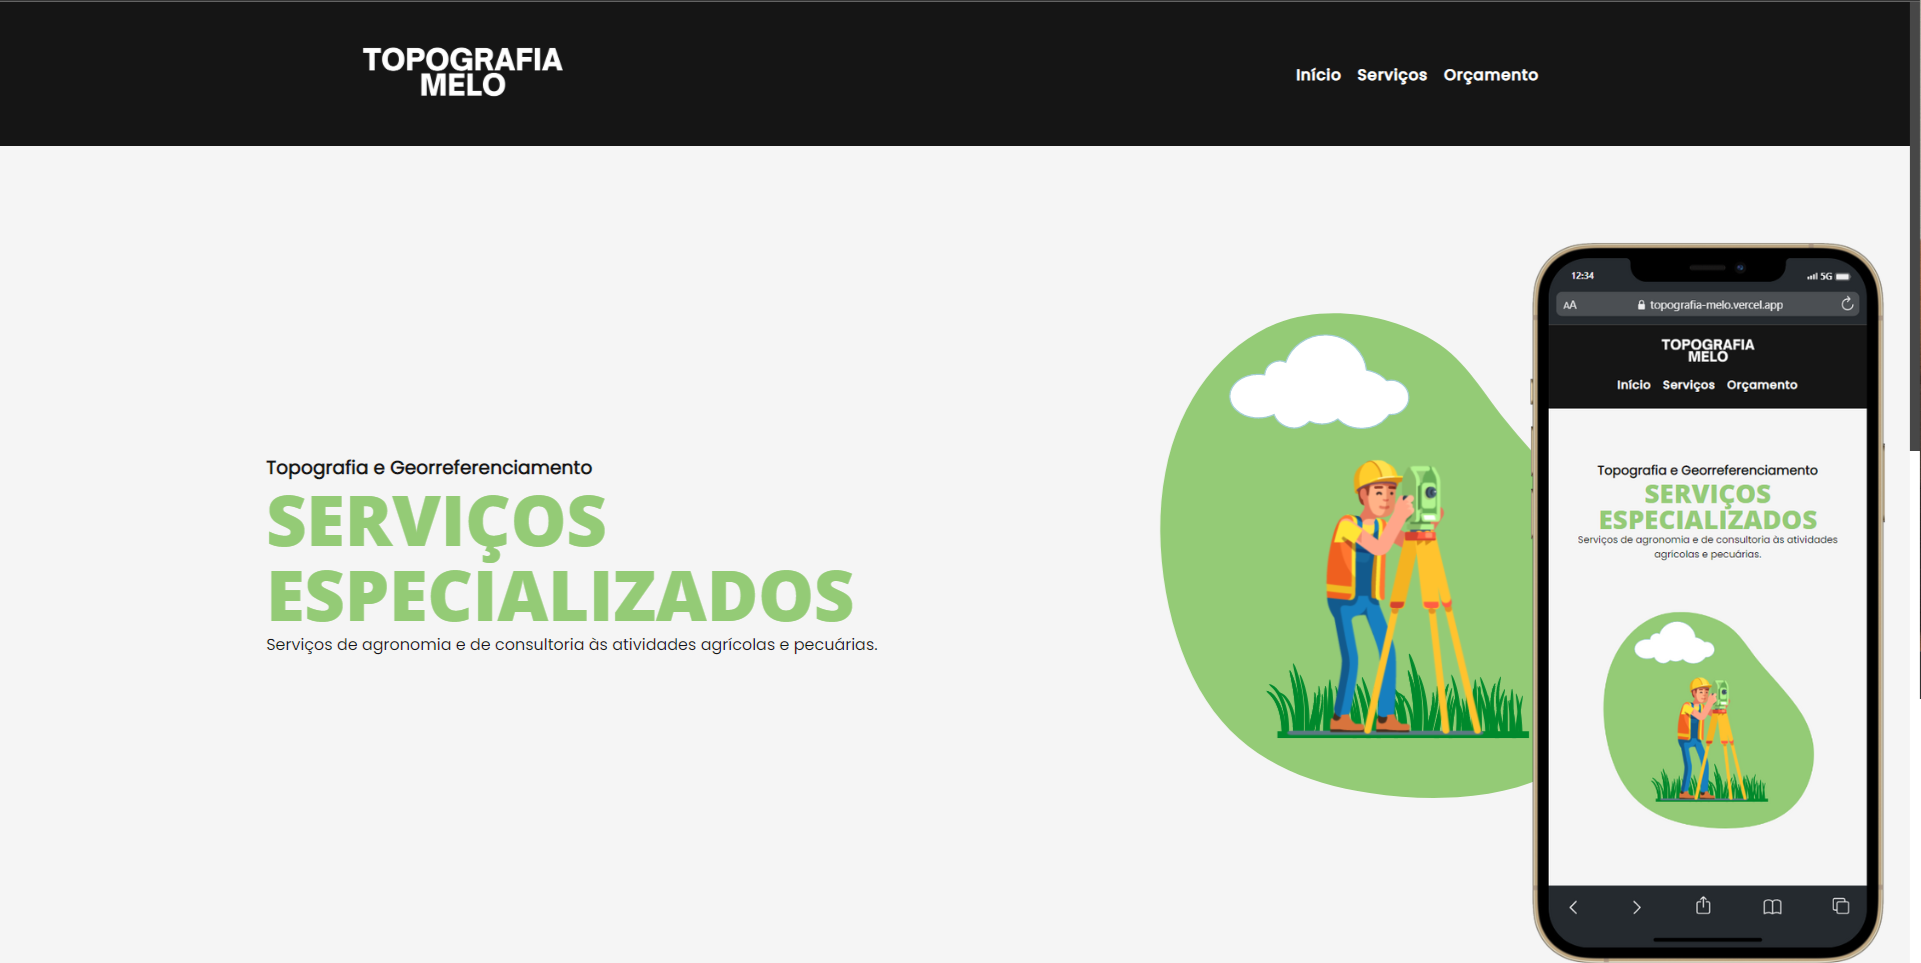 TOPOGRAFIA
MELO
Início Serviços Orçamento
Topografia e Georreferenciamento
SERVIÇOS
ESPECIALIZADOS
Serviços de agronomia e de consultoria às atividades agrícolas e pecuárias.
12:34
5G
AA
topografia-melo.vercel.app
TOPOGRAFIA
MELO
Início Serviços Orçamento
Topografia e Georreferenciamento
SERVIÇOS
ESPECIALIZADOS
Serviços de agronomia e de consultoria às atividades
agrícolas e pecuárias.